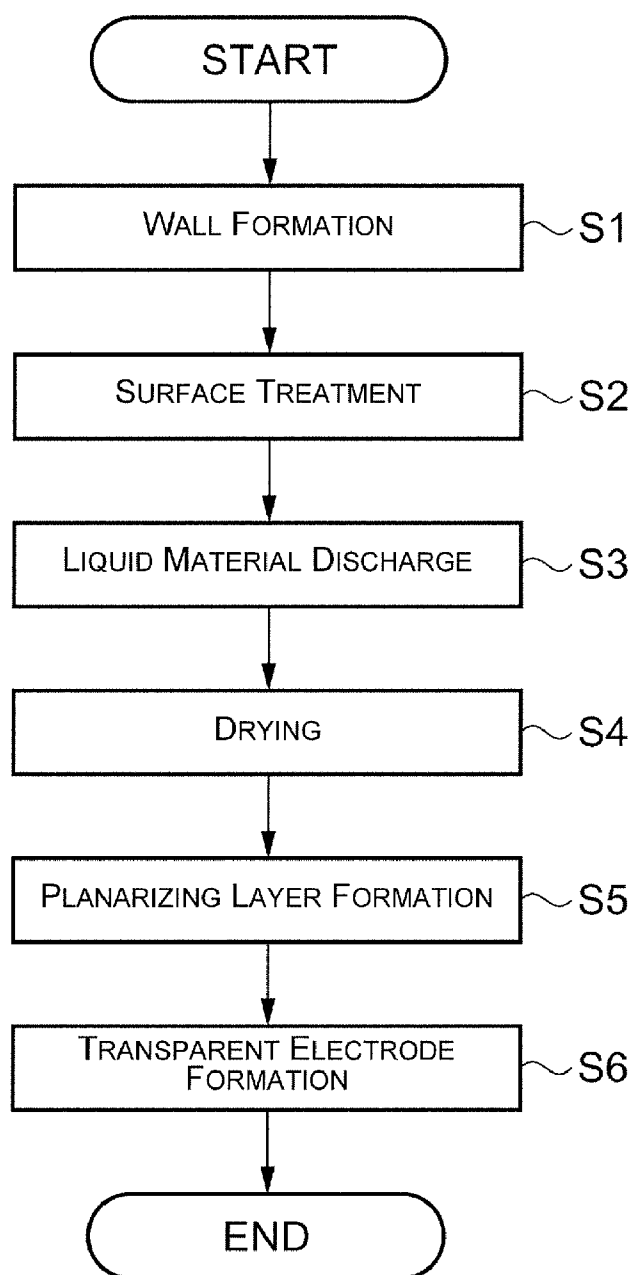 START
WALL FORMATION
S1
SURFACE TREATMENT
S2
LIQUID MATERIAL DISCHARGE
S3
DRYING
S4
PLANARIZING LAYER FORMATION
S5
TRANSPARENT ELECTRODE
FORMATION
S6
END